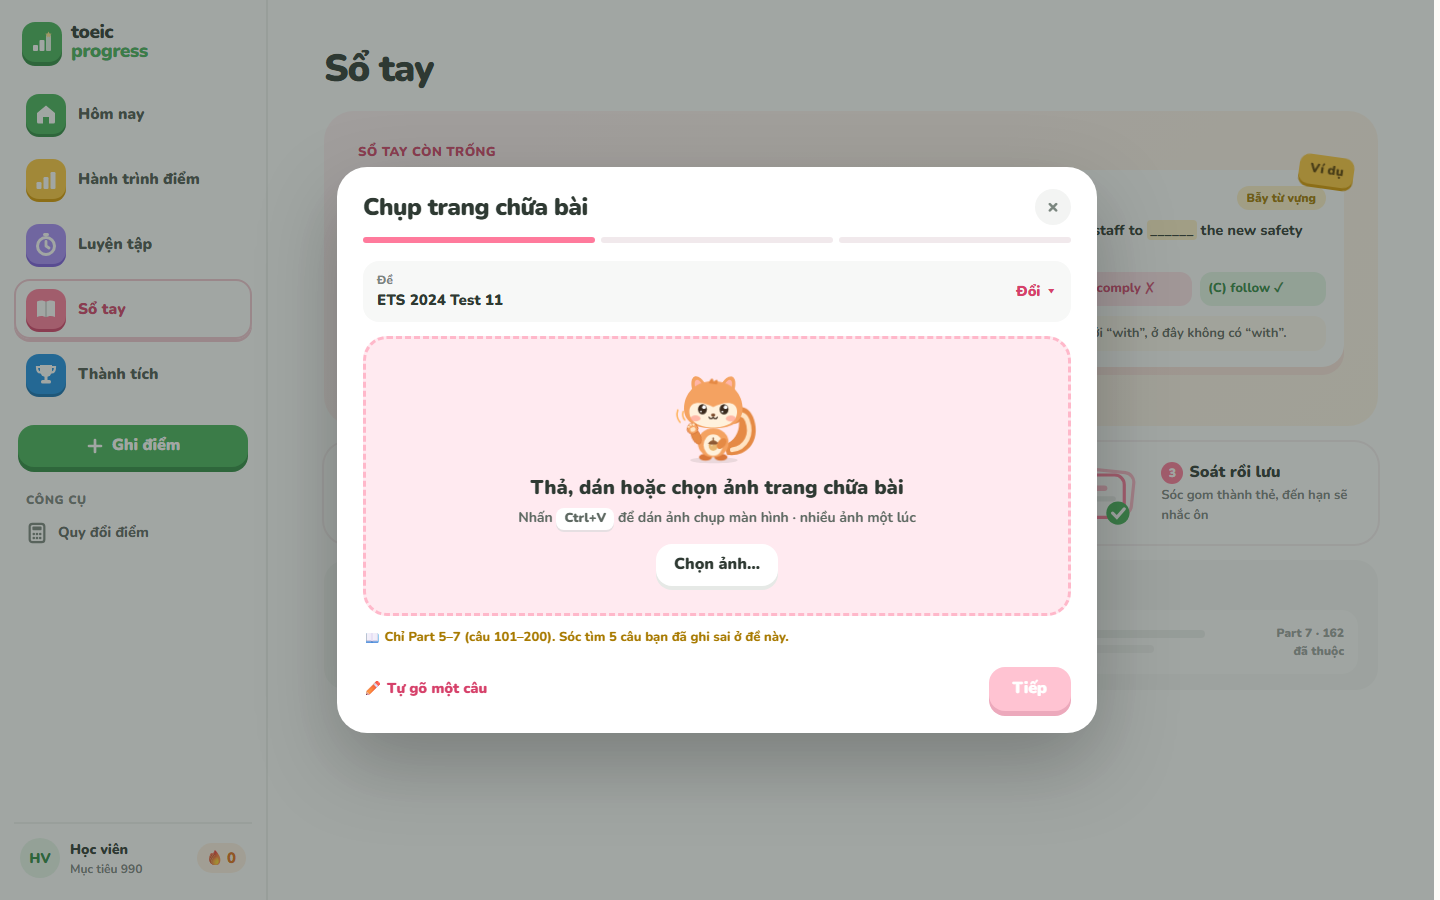 toeic
progress
Hôm nay
Hành trình điểm
Luyện tập
Sổ tay
Thành tích
+ Ghi điểm
CÔNG CỤ
Quy đổi điểm
HV
Học viên
Mục tiêu 990
0
Sổ tay
SỔ TAY CÒN TRỐNG
Ví dụ
Bẫy từ vựng
staff to ______ the new safety
comply ✗
(C) follow ✓
“with”, ở đây không có “with”.
3 Soát rồi lưu
Sóc gom thành thẻ, đến hạn sẽ
nhắc ôn
Part 7 · 162
đã thuộc
Chụp trang chữa bài
×
Đề
ETS 2024 Test 11
Đổi
Thả, dán hoặc chọn ảnh trang chữa bài
Nhấn Ctrl+V để dán ảnh chụp màn hình · nhiều ảnh một lúc
Chọn ảnh...
Chỉ Part 5–7 (câu 101–200). Sóc tìm 5 câu bạn đã ghi sai ở đề này.
Tự gõ một câu
Tiếp